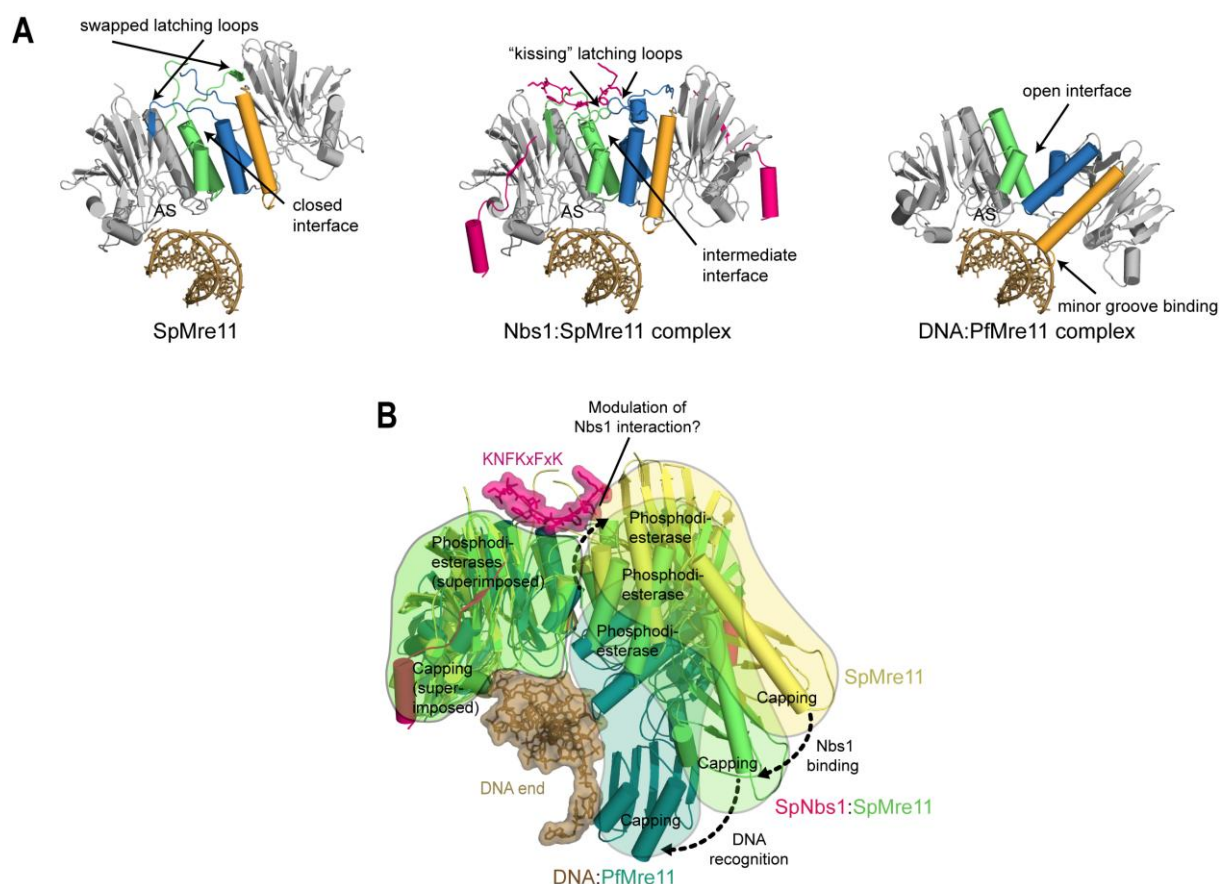 A
swapped latching loops
closed
interface
AS
SpMre11
“kissing” latching loops
AS
intermediate
interface
Nbs1:SpMre11 complex
open interface
AS
minor groove binding
DNA:PfMre11 complex
B
Modulation of
Nbs1 interaction?
KNFKxFxK
Phosphodi-
esterases
(superimposed)
Phosphodi-
esterase
Phosphodi-
esterase
Phosphodi-
esterase
Capping
(super-
imposed)
Capping
SpMre11
Nbs1
binding
Capping
SpNbs1:SpMre11
DNA end
Capping
DNA
recognition
DNA:PfMre11